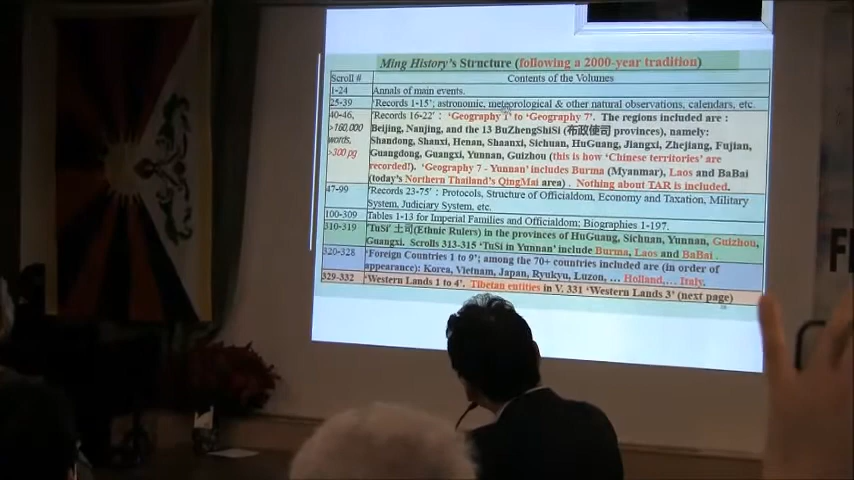 Ming History's Structure (following a 2000-year tradition)
Scroll # Contents of the Volumes
1-24 Annals of main events.
25-39 'Records 1-15'; astronomic, meteorological & other natural observations, calendars, etc.
40-46, 'Records 16-22' : 'Geography 1' to 'Geography 7'. The regions included are :
>160,000 Beijing, Nanjing, and the 13 BuZhengShiSi (布政使司 provinces), namely:
words, Shandong, Shanxi, Henan, Shaanxi, Sichuan, HuGuang, Jiangxi, Zhejiang, Fujian,
>300 pg Guangdong, Guangxi, Yunnan, Guizhou (this is how 'Chinese territories' are
recorded!). 'Geography 7 - Yunnan' includes Burma (Myanmar), Laos and BaBai
(today's Northern Thailand's QingMai area) . Nothing about TAR is included.
47-99 'Records 23-75' : Protocols, Structure of Officialdom, Economy and Taxation, Military
System, Judiciary System, etc.
100-309 Tables 1-13 for Imperial Families and Officialdom: Biographies 1-197.
310-319 'TuSi' 土司(Ethnic Rulers) in the provinces of HuGuang, Sichuan, Yunnan, Guizhou,
Guangxi. Scrolls 313-315 'TuSi in Yunnan' include Burma, Laos and BaBai .
320-328 'Foreign Countries 1 to 9'; among the 70+ countries included are (in order of
appearance): Korea, Vietnam, Japan, Ryukyu, Luzon, ... Holland,... Italy.
329-332 'Western Lands 1 to 4'. Tibetan entities in V. 331 'Western Lands 3' (next page)